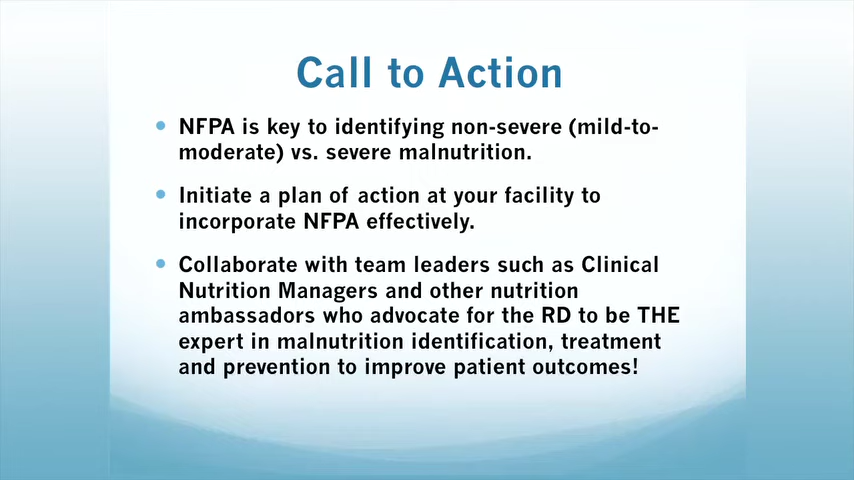 Call to Action
NFPA is key to identifying non-severe (mild-to-
moderate) vs. severe malnutrition.
Initiate a plan of action at your facility to
incorporate NFPA effectively.
Collaborate with team leaders such as Clinical
Nutrition Managers and other nutrition
ambassadors who advocate for the RD to be THE
expert in malnutrition identification, treatment
and prevention to improve patient outcomes!